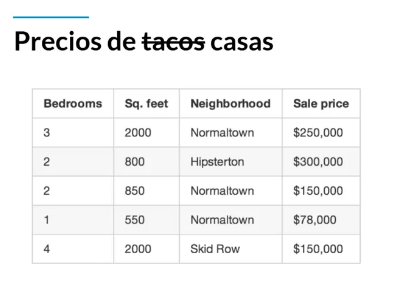 Precios de tacos casas
Bedrooms Sq. feet Neighborhood Sale price
3 2000 Normaltown $250,000
2 800 Hipsterton $300,000
2 850 Normaltown $150,000
1 550 Normaltown $78,000
4 2000 Skid Row $150,000